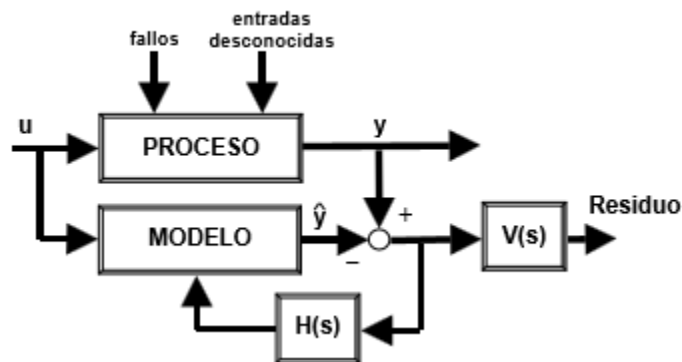 entradas
desconocidas
fallos
u
PROCESO
y
MODELO
ŷ
+
−
V(s)
Residuo
H(s)